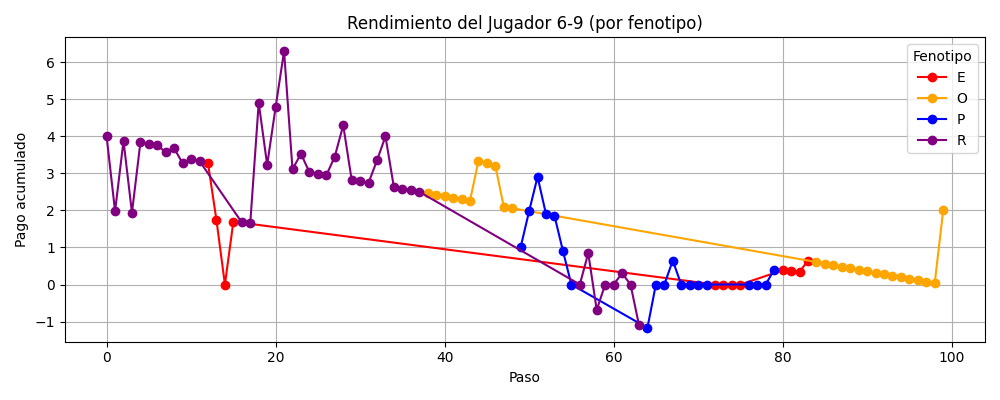 Rendimiento del Jugador 6-9 (por fenotipo)
Pago acumulado
6
5
4
3
2
1
0
−1
Fenotipo
E
O
P
R
0 20 40 60 80 100
Paso